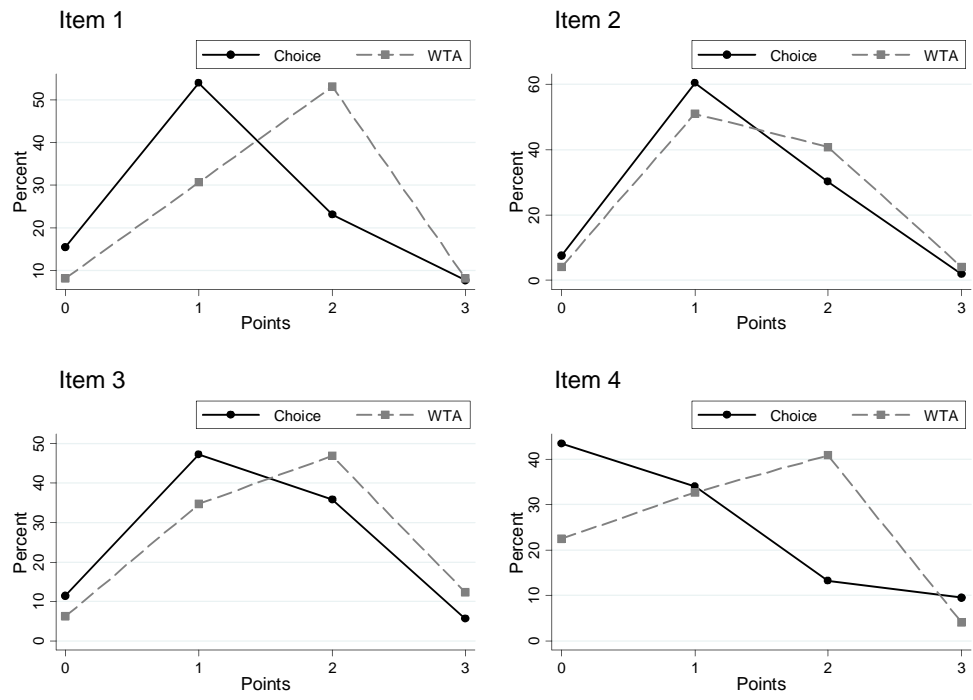 Item 1
Choice WTA
Percent
50
40
30
20
10
0 1 2 3
Points
Item 2
Choice WTA
Percent
60
40
20
0
0 1 2 3
Points
Item 3
Choice WTA
Percent
50
40
30
20
10
0
0 1 2 3
Points
Item 4
Choice WTA
Percent
40
30
20
10
0
0 1 2 3
Points